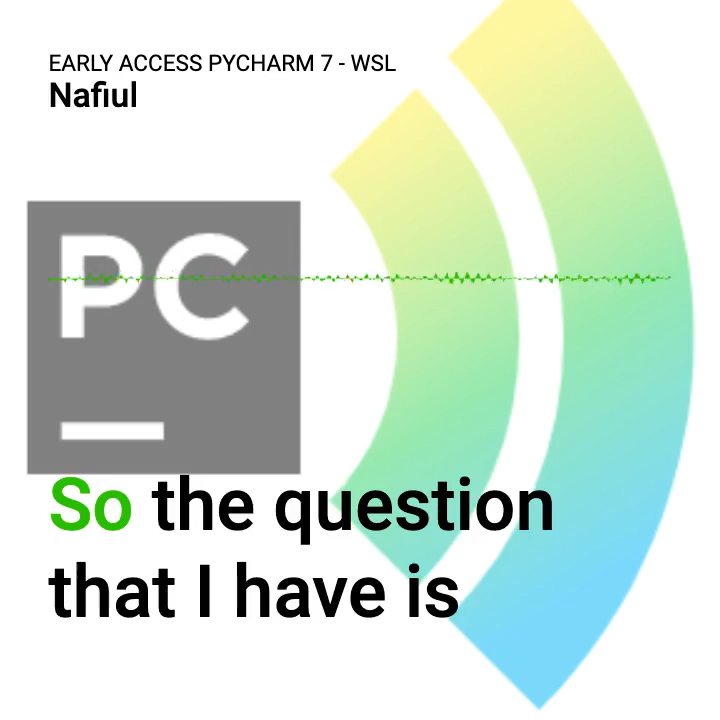 EARLY ACCESS PYCHARM 7 - WSL
Nafiul
PC
So the question
that I have is